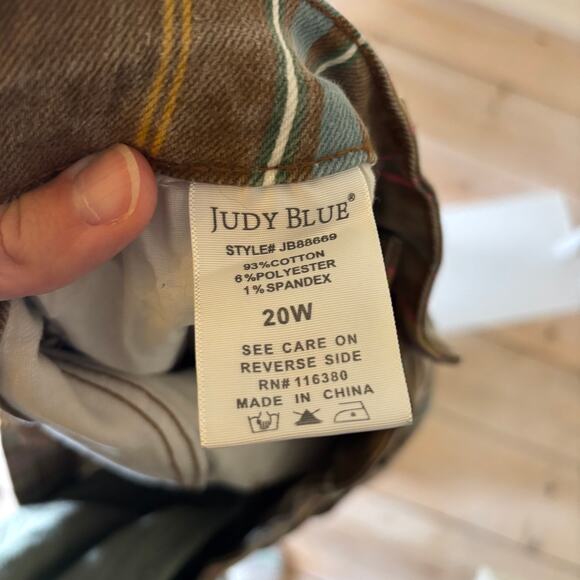 JUDY BLUE®
STYLE# JB88669
93%COTTON
6%POLYESTER
1%SPANDEX
20W
SEE CARE ON
REVERSE SIDE
RN# 116380
MADE IN CHINA